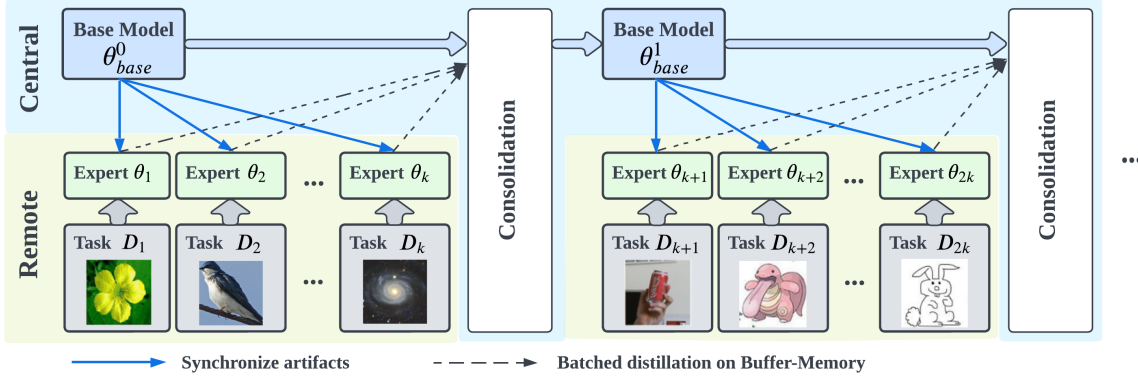 Central
Base Model
θ⁰_base
Base Model
θ¹_base
Consolidation
Consolidation
Remote
Expert θ₁
Expert θ₂
...
Expert θₖ
Expert θₖ₊₁
Expert θₖ₊₂
...
Expert θ₂ₖ
...
Task D₁
Task D₂
...
Task Dₖ
Task Dₖ₊₁
Task Dₖ₊₂
...
Task D₂ₖ
Synchronize artifacts
Batched distillation on Buffer-Memory